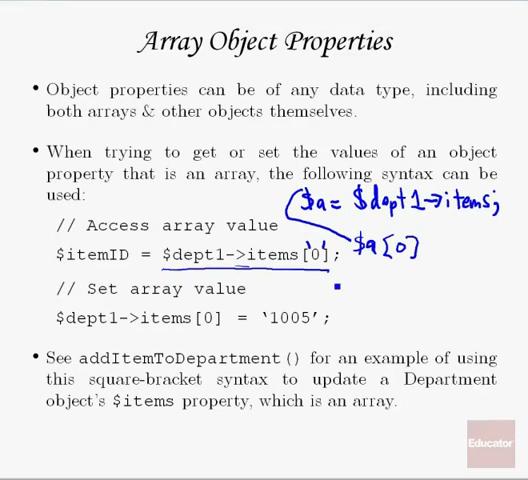 Array Object Properties
• Object properties can be of any data type, including
both arrays & other objects themselves.
• When trying to get or set the values of an object
property that is an array, the following syntax can be
used:
$a = $dept1->items;
// Access array value
$itemID = $dept1->items['0']; $a[0]
// Set array value
$dept1->items[0] = ‘1005’;
• See addItemToDepartment() for an example of using
this square-bracket syntax to update a Department
object's $items property, which is an array.
Educator